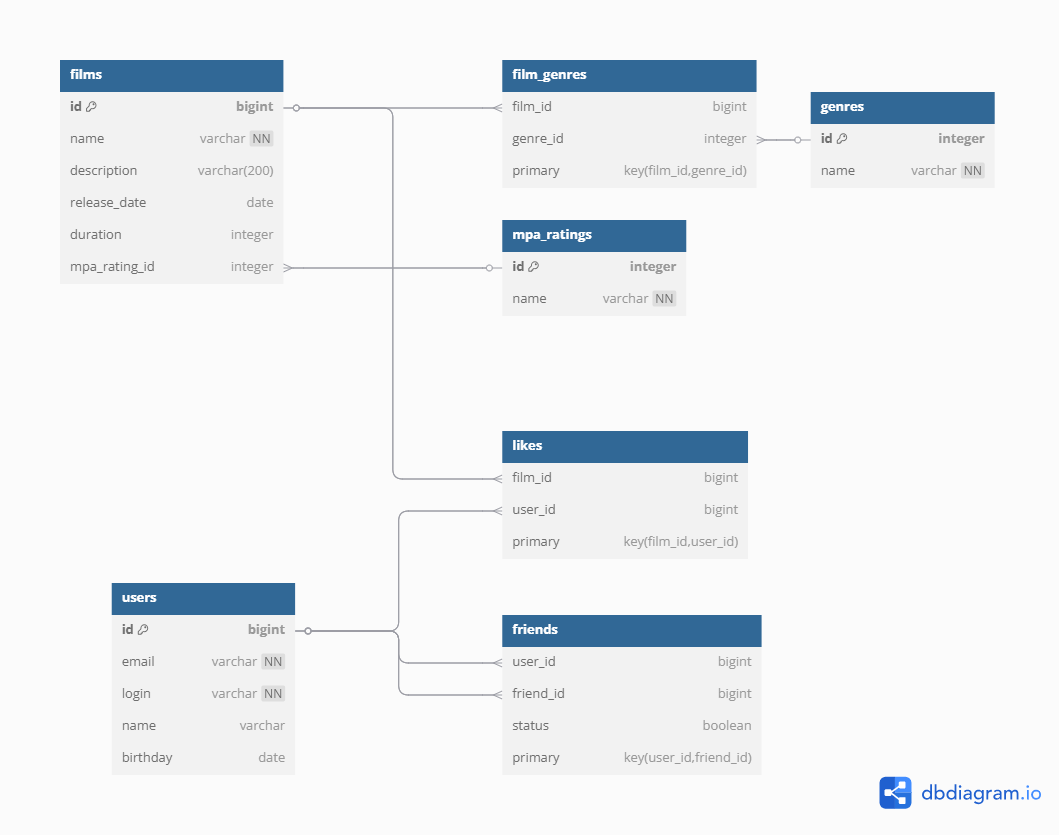 films
id bigint
name varchar NN
description varchar(200)
release_date date
duration integer
mpa_rating_id integer
film_genres
film_id bigint
genre_id integer
primary key(film_id,genre_id)
genres
id integer
name varchar NN
mpa_ratings
id integer
name varchar NN
likes
film_id bigint
user_id bigint
primary key(film_id,user_id)
users
id bigint
email varchar NN
login varchar NN
name varchar
birthday date
friends
user_id bigint
friend_id bigint
status boolean
primary key(user_id,friend_id)
dbdiagram.io